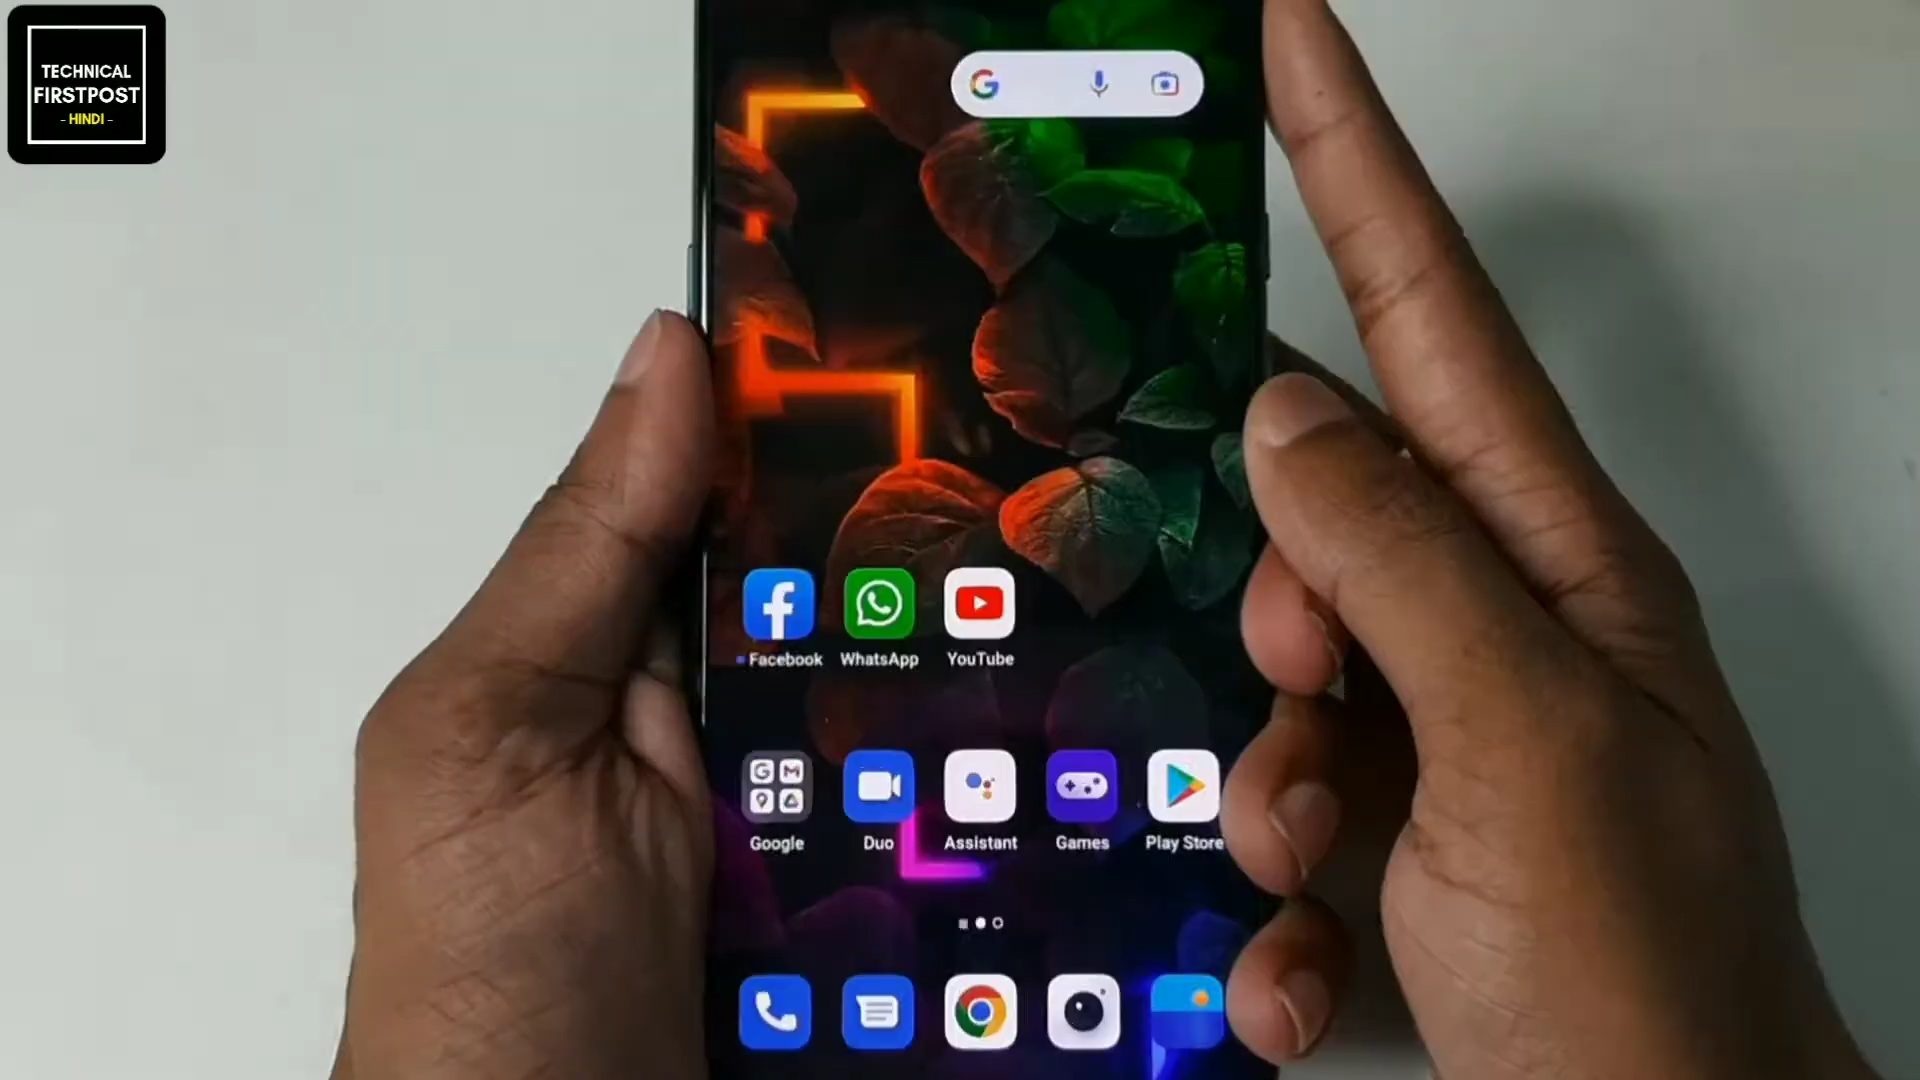 TECHNICAL
FIRSTPOST
- HINDI -
Facebook WhatsApp YouTube
Google Duo Assistant Games Play Store